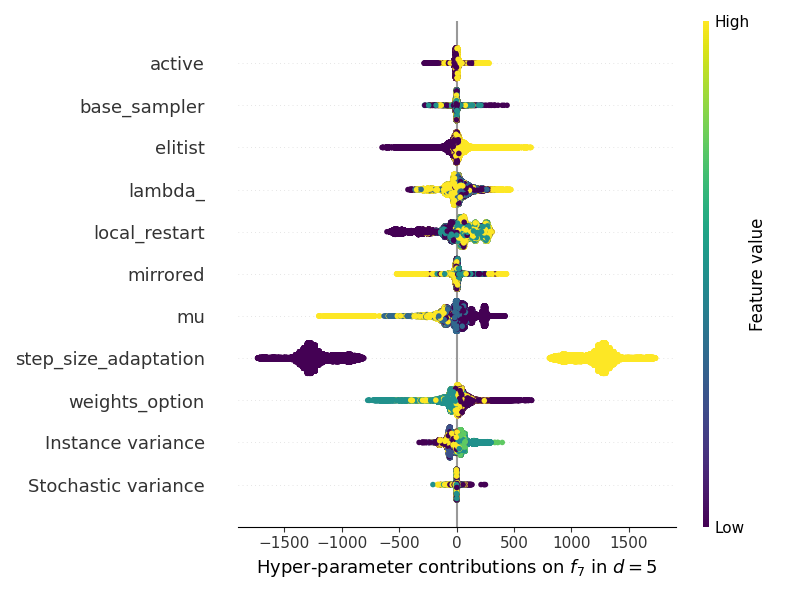 High
active
base_sampler
elitist
lambda_
local_restart
mirrored
mu
step_size_adaptation
weights_option
Instance variance
Stochastic variance
Feature value
Low
−1500 −1000 −500 0 500 1000 1500
Hyper-parameter contributions on f₇ in d = 5